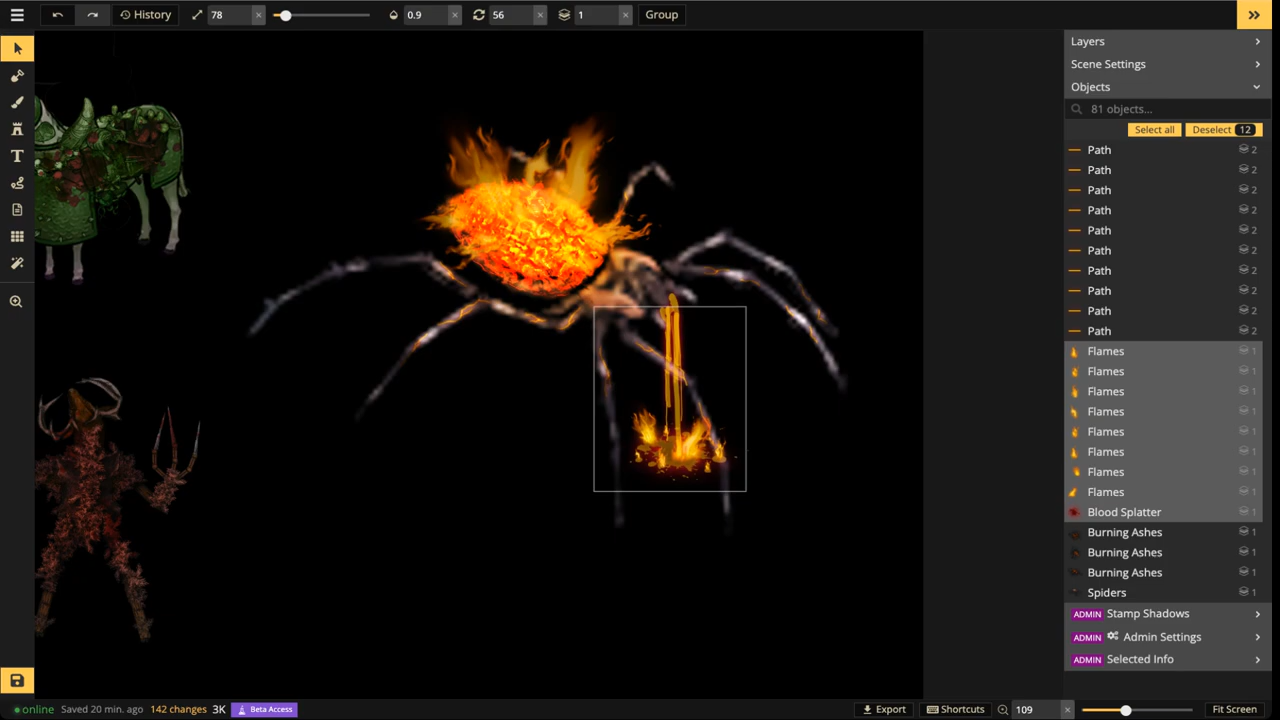 History
78
0.9
56
1
Group
Layers
Scene Settings
Objects
81 objects...
Select all
Deselect 12
Path 2
Path 2
Path 2
Path 2
Path 2
Path 2
Path 2
Path 2
Path 2
Path 2
Flames 1
Flames 1
Flames 1
Flames 1
Flames 1
Flames 1
Flames 1
Flames 1
Blood Splatter 1
Burning Ashes 1
Burning Ashes 1
Burning Ashes 1
Spiders 1
ADMIN Stamp Shadows
ADMIN Admin Settings
ADMIN Selected Info
online Saved 20 min. ago 142 changes 3K Beta Access Export Shortcuts 109 Fit Screen